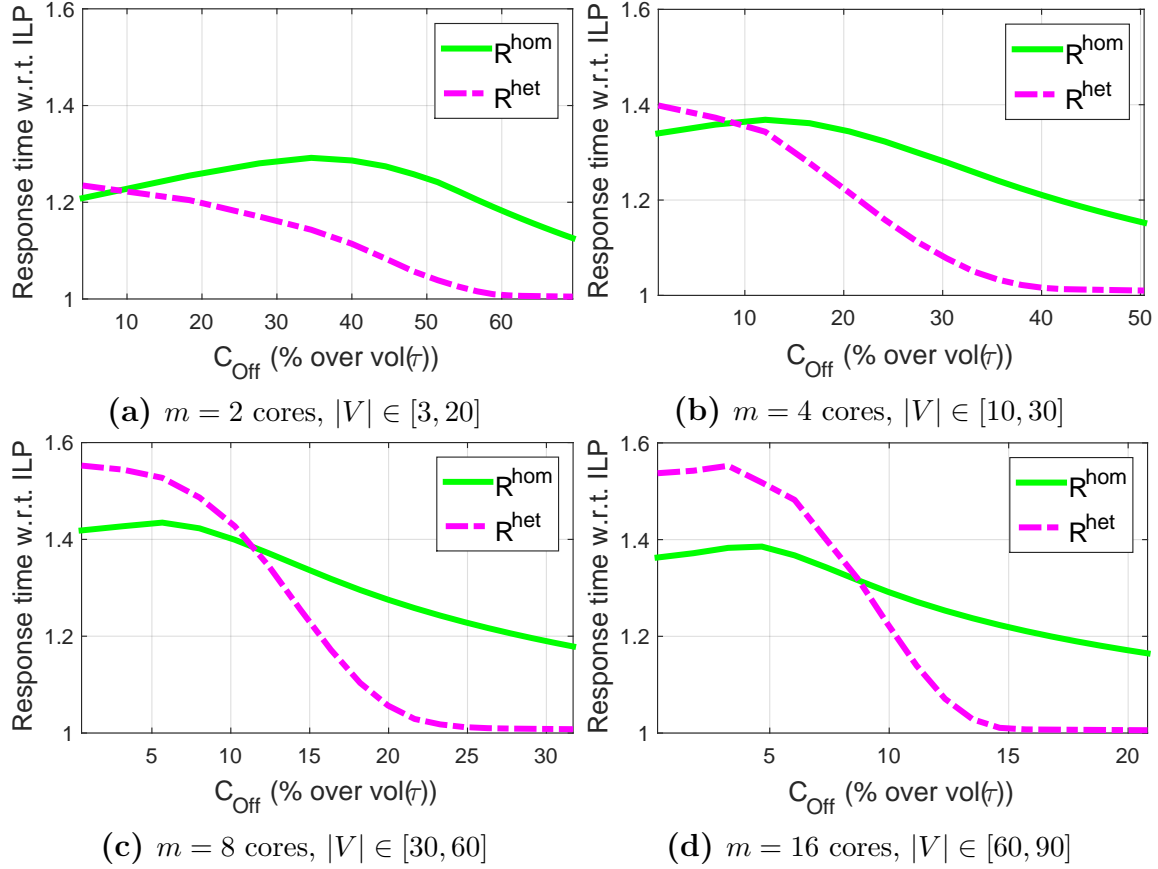 1.6
1.4
1.2
1
Response time w.r.t. ILP
R^hom
R^het
10 20 30 40 50 60
C_Off (% over vol(τ))
(a) m = 2 cores, |V| ∈ [3, 20]
1.6
1.4
1.2
1
Response time w.r.t. ILP
R^hom
R^het
10 20 30 40 50
C_Off (% over vol(τ))
(b) m = 4 cores, |V| ∈ [10, 30]
1.6
1.4
1.2
1
Response time w.r.t. ILP
R^hom
R^het
5 10 15 20 25 30
C_Off (% over vol(τ))
(c) m = 8 cores, |V| ∈ [30, 60]
1.6
1.4
1.2
1
Response time w.r.t. ILP
R^hom
R^het
5 10 15 20
C_Off (% over vol(τ))
(d) m = 16 cores, |V| ∈ [60, 90]